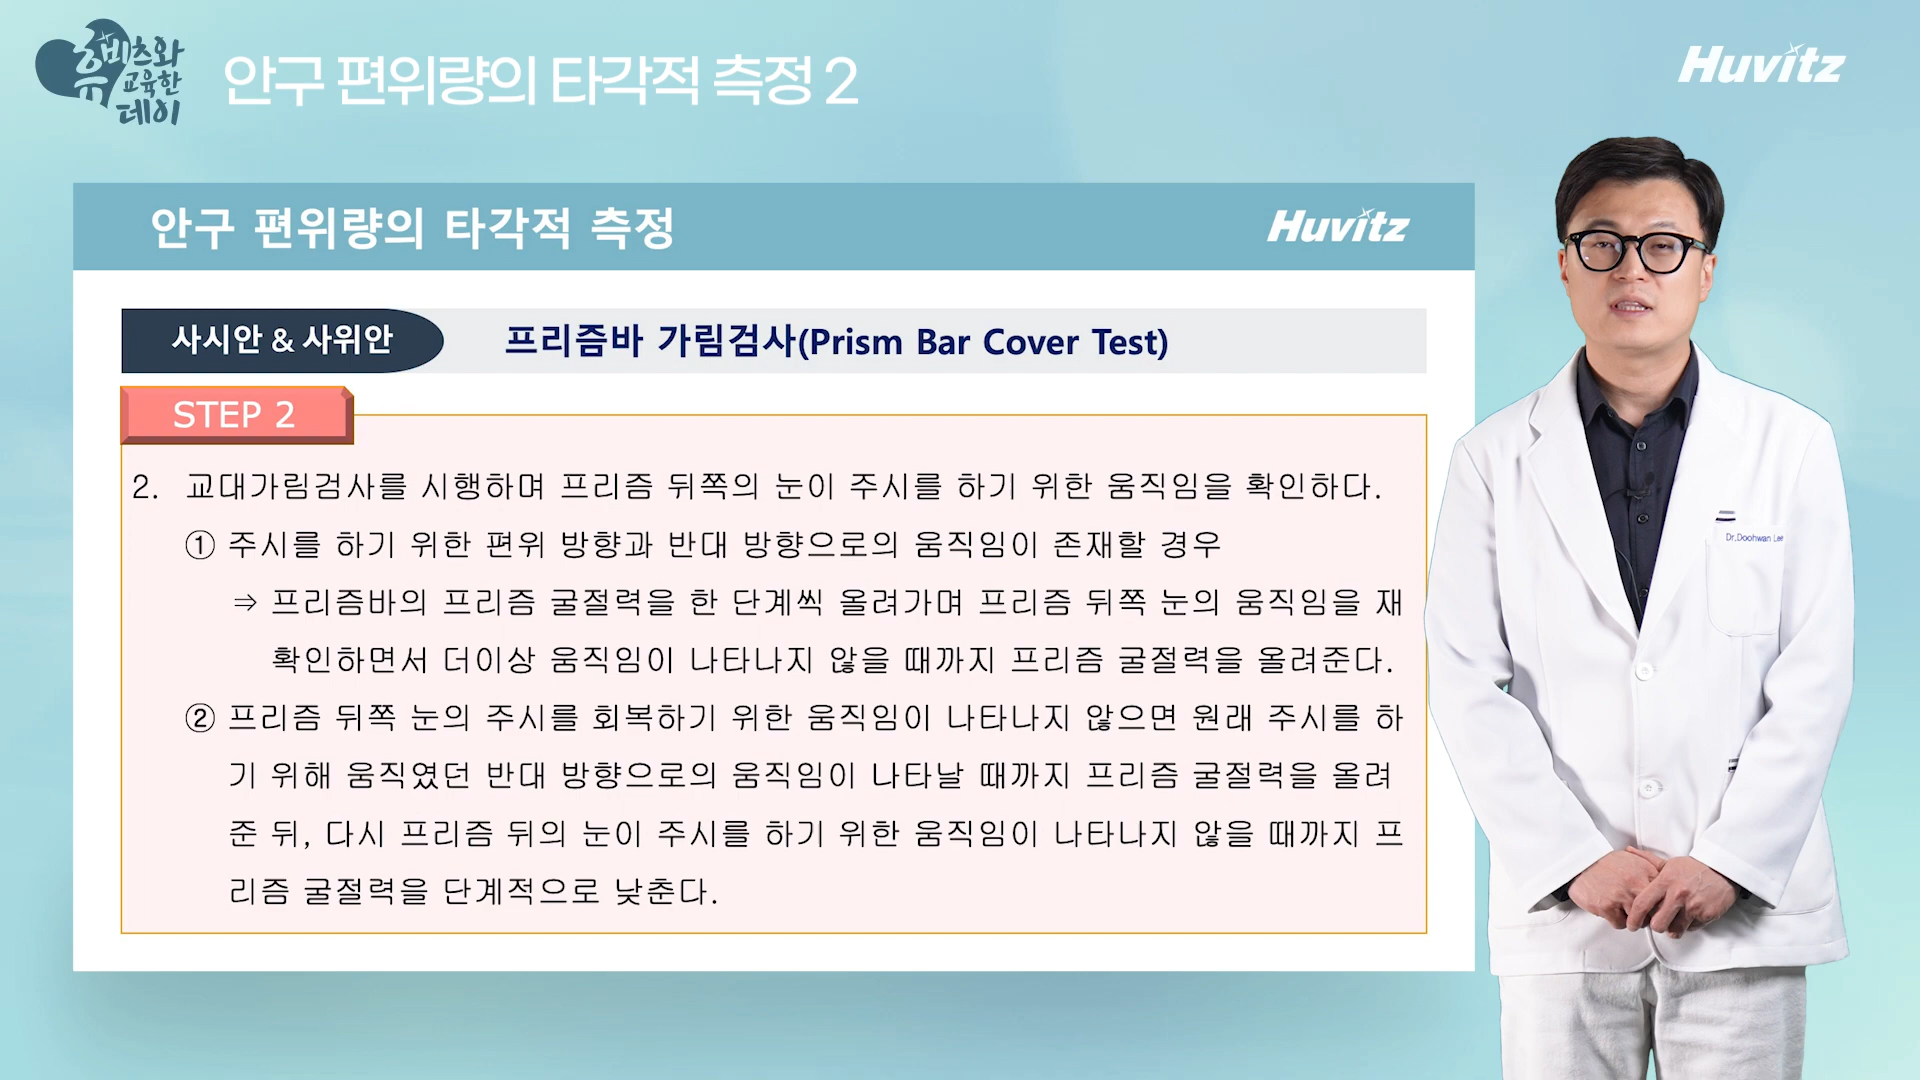 휴비츠와
교육한
데이
안구 편위량의 타각적 측정 2
Huvitz
안구 편위량의 타각적 측정
Huvitz
사시안 & 사위안
프리즘바 가림검사(Prism Bar Cover Test)
STEP 2
2. 교대가림검사를 시행하며 프리즘 뒤쪽의 눈이 주시를 하기 위한 움직임을 확인하다.
① 주시를 하기 위한 편위 방향과 반대 방향으로의 움직임이 존재할 경우
⇒ 프리즘바의 프리즘 굴절력을 한 단계씩 올려가며 프리즘 뒤쪽 눈의 움직임을 재
확인하면서 더이상 움직임이 나타나지 않을 때까지 프리즘 굴절력을 올려준다.
② 프리즘 뒤쪽 눈의 주시를 회복하기 위한 움직임이 나타나지 않으면 원래 주시를 하
기 위해 움직였던 반대 방향으로의 움직임이 나타날 때까지 프리즘 굴절력을 올려
준 뒤, 다시 프리즘 뒤의 눈이 주시를 하기 위한 움직임이 나타나지 않을 때까지 프
리즘 굴절력을 단계적으로 낮춘다.
Dr,Doohwan Lee